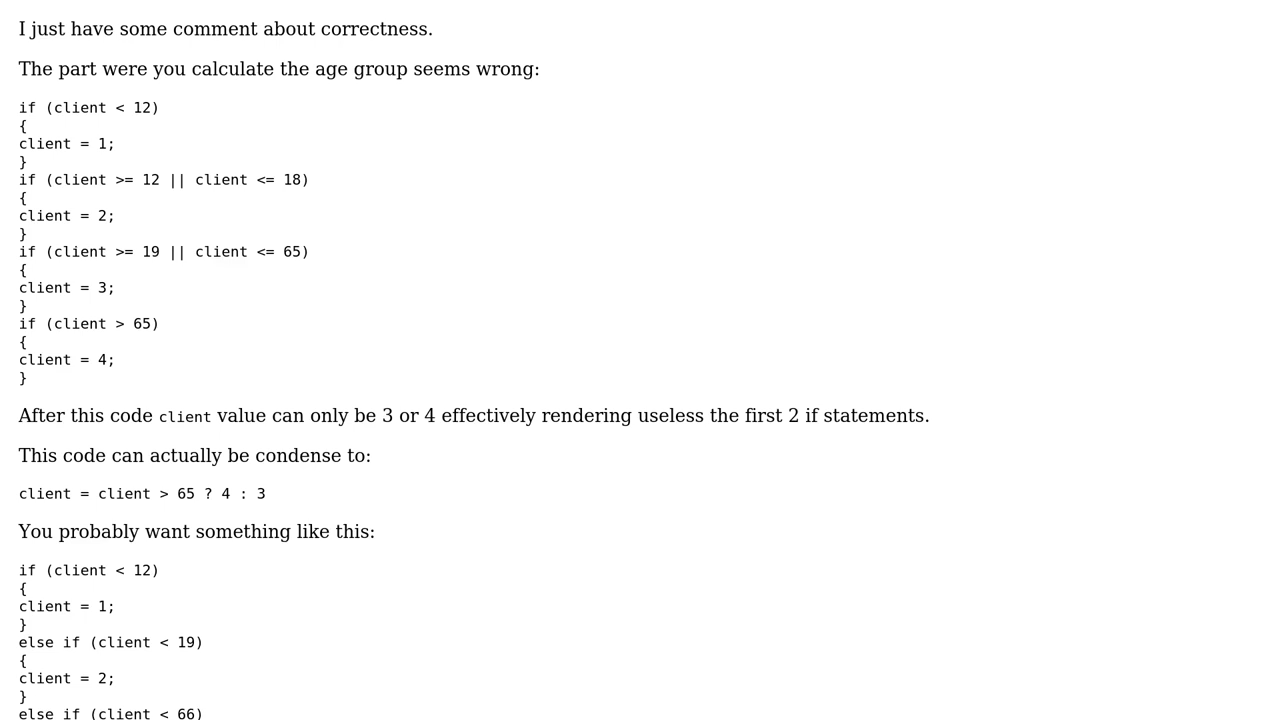 I just have some comment about correctness.
The part were you calculate the age group seems wrong:
if (client < 12)
{
client = 1;
}
if (client >= 12 || client <= 18)
{
client = 2;
}
if (client >= 19 || client <= 65)
{
client = 3;
}
if (client > 65)
{
client = 4;
}
After this code client value can only be 3 or 4 effectively rendering useless the first 2 if statements.
This code can actually be condense to:
client = client > 65 ? 4 : 3
You probably want something like this:
if (client < 12)
{
client = 1;
}
else if (client < 19)
{
client = 2;
}
else if (client < 66)